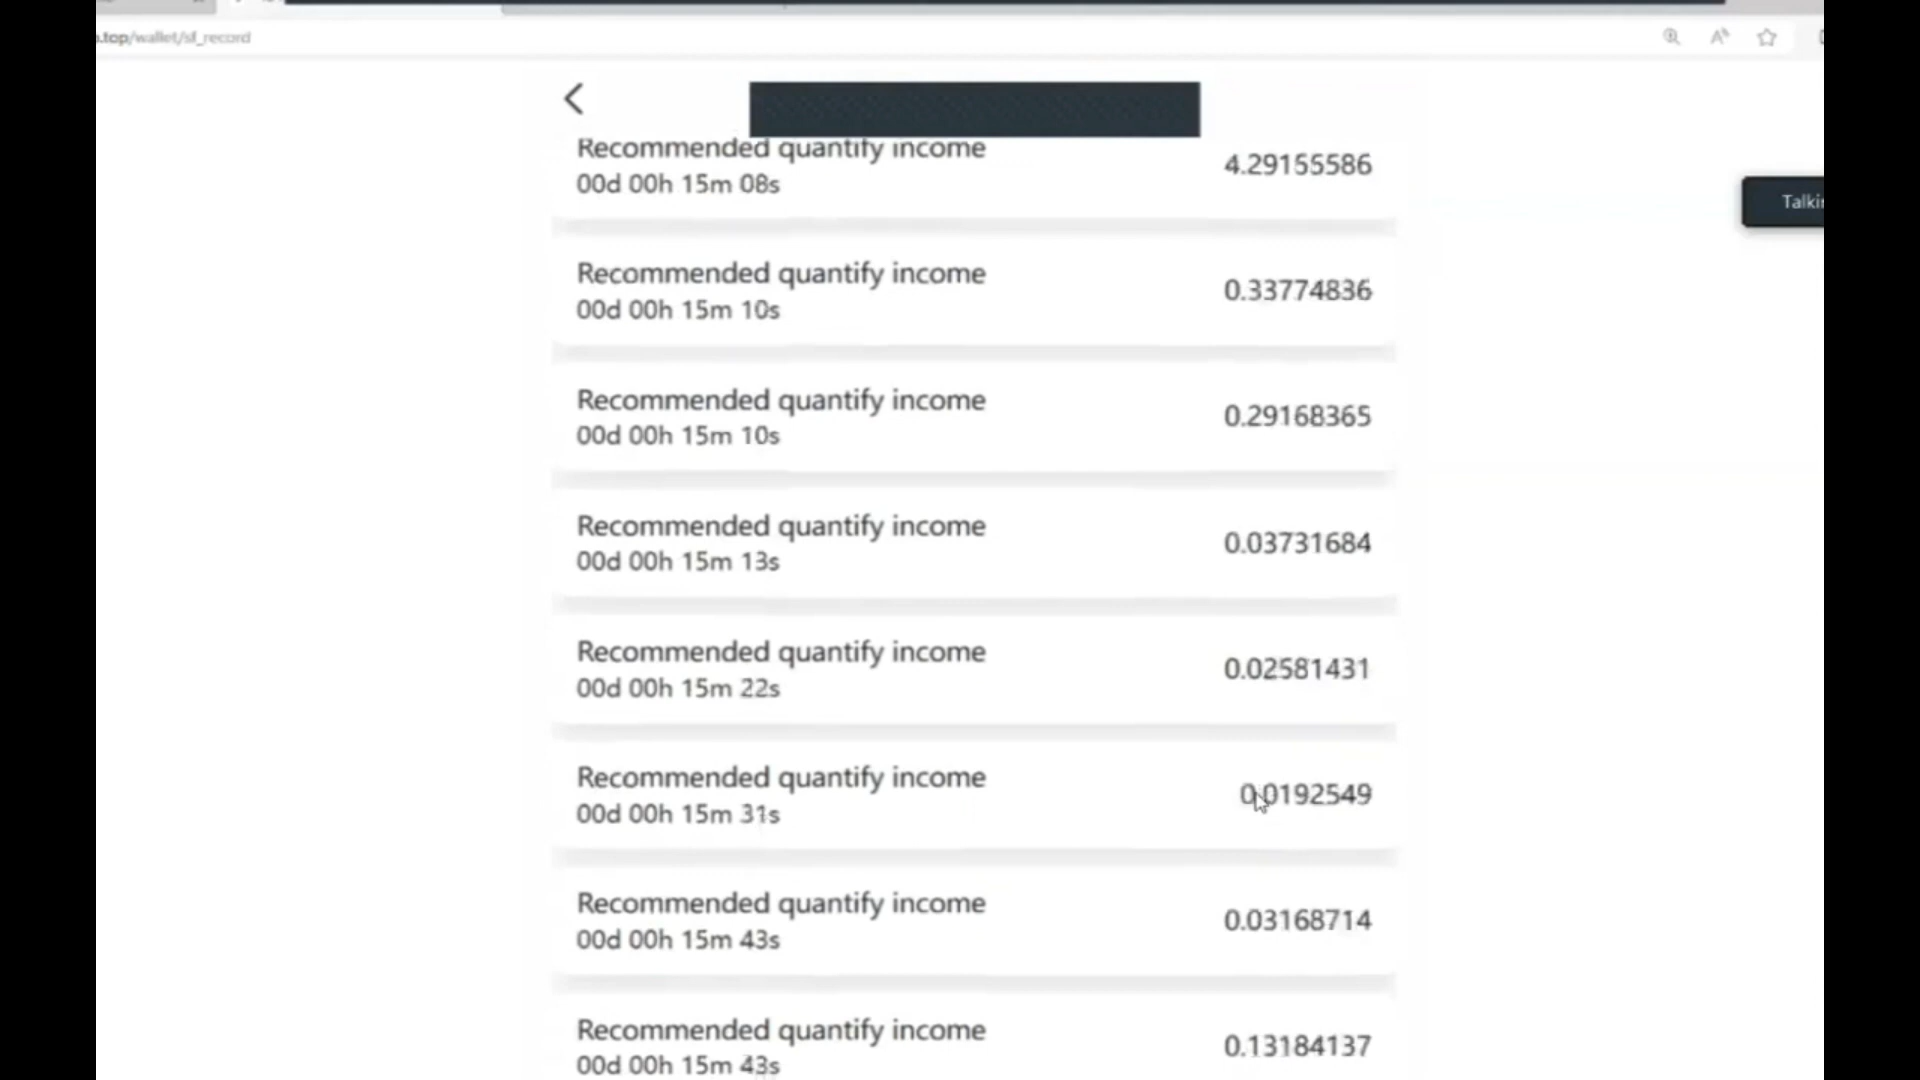 .top/wallet/sl_record
Recommended quantify income
4.29155586
00d 00h 15m 08s
Talki
Recommended quantify income
0.33774836
00d 00h 15m 10s
Recommended quantify income
0.29168365
00d 00h 15m 10s
Recommended quantify income
0.03731684
00d 00h 15m 13s
Recommended quantify income
0.02581431
00d 00h 15m 22s
Recommended quantify income
0.0192549
00d 00h 15m 31s
Recommended quantify income
0.03168714
00d 00h 15m 43s
Recommended quantify income
0.13184137
00d 00h 15m 43s